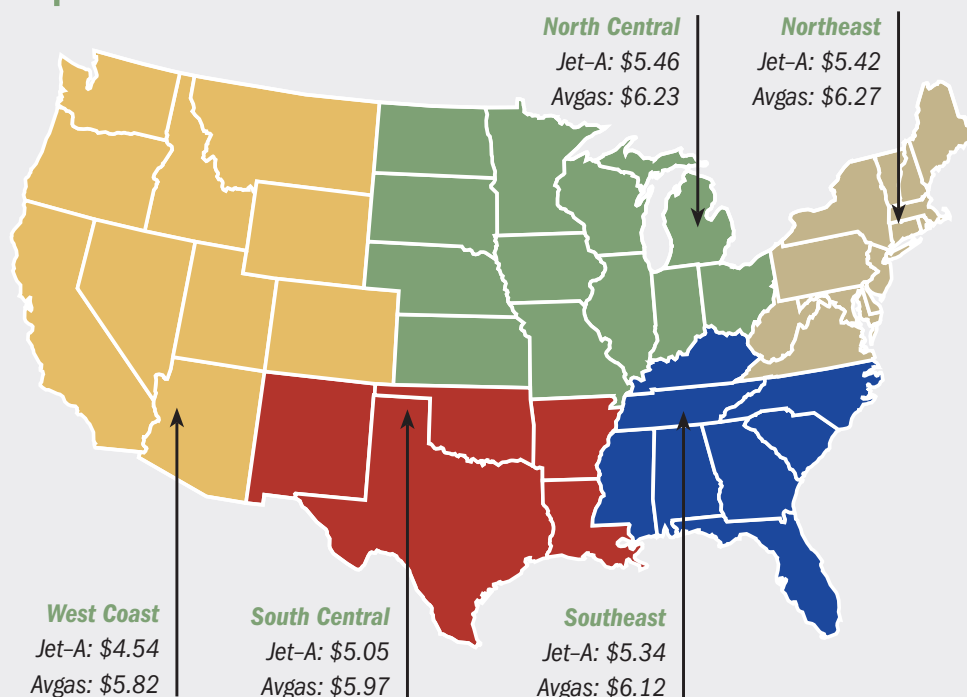 North Central
Jet–A: $5.46
Avgas: $6.23
Northeast
Jet–A: $5.42
Avgas: $6.27
West Coast
Jet–A: $4.54
Avgas: $5.82
South Central
Jet–A: $5.05
Avgas: $5.97
Southeast
Jet–A: $5.34
Avgas: $6.12